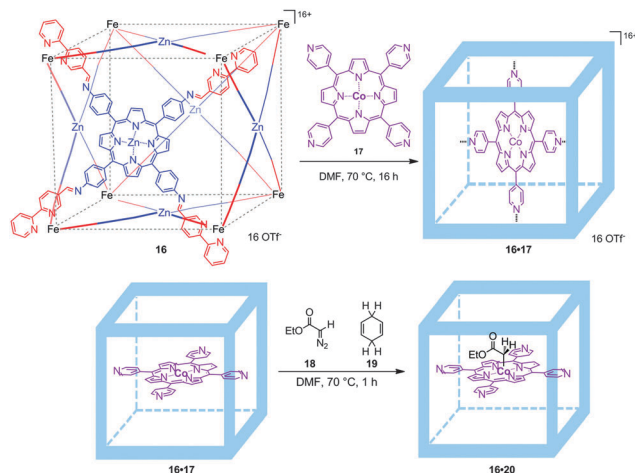 Fe Fe 16+
Zn
Fe Fe
N N N N
N N N N
Zn
N N
N Zn N
N N
Zn Zn
N N
Fe Fe
N N N N
Zn
Fe Fe
16
16 OTf-
N N
N N
Co
N N
N N
17
DMF, 70 °C, 16 h
16+
N
N N
N Co N
N N
N
16 OTf-
16•17
N
N N
N Co N
N N
N
16•17
O
EtO H
N2
18
H H
H H
19
DMF, 70 °C, 1 h
O H
EtO H
N
N N
N Co N
N N
N
16•20